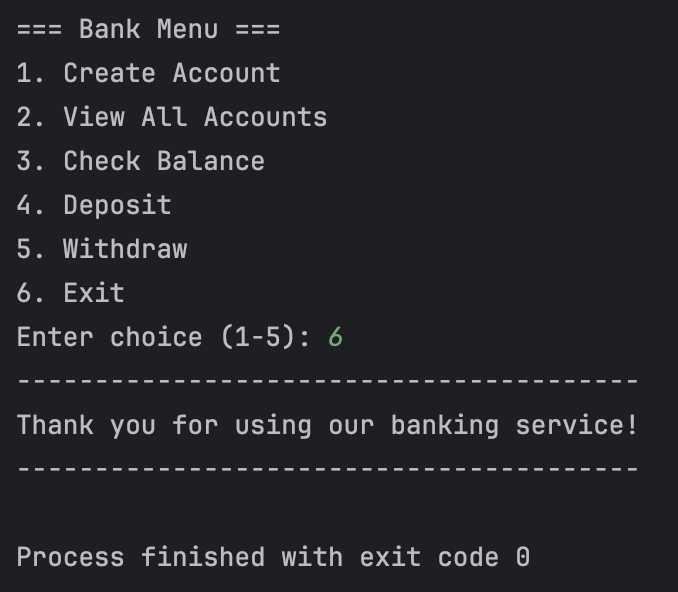 === Bank Menu ===
1. Create Account
2. View All Accounts
3. Check Balance
4. Deposit
5. Withdraw
6. Exit
Enter choice (1-5): 6
----------------------------------------
Thank you for using our banking service!
----------------------------------------
Process finished with exit code 0